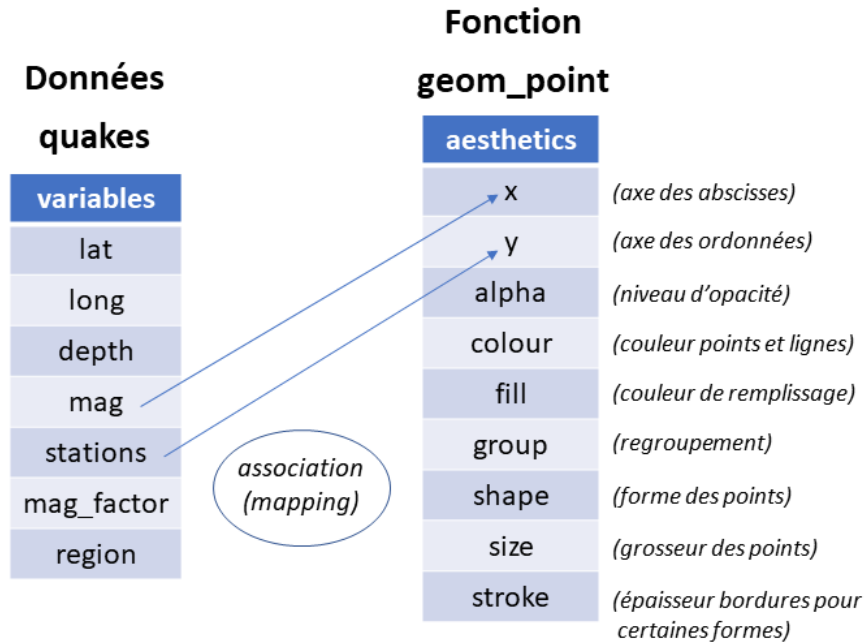 Données
quakes
variables
lat
long
depth
mag
stations
mag_factor
region
association
(mapping)
Fonction
geom_point
aesthetics
x (axe des abscisses)
y (axe des ordonnées)
alpha (niveau d'opacité)
colour (couleur points et lignes)
fill (couleur de remplissage)
group (regroupement)
shape (forme des points)
size (grosseur des points)
stroke (épaisseur bordures pour
certaines formes)